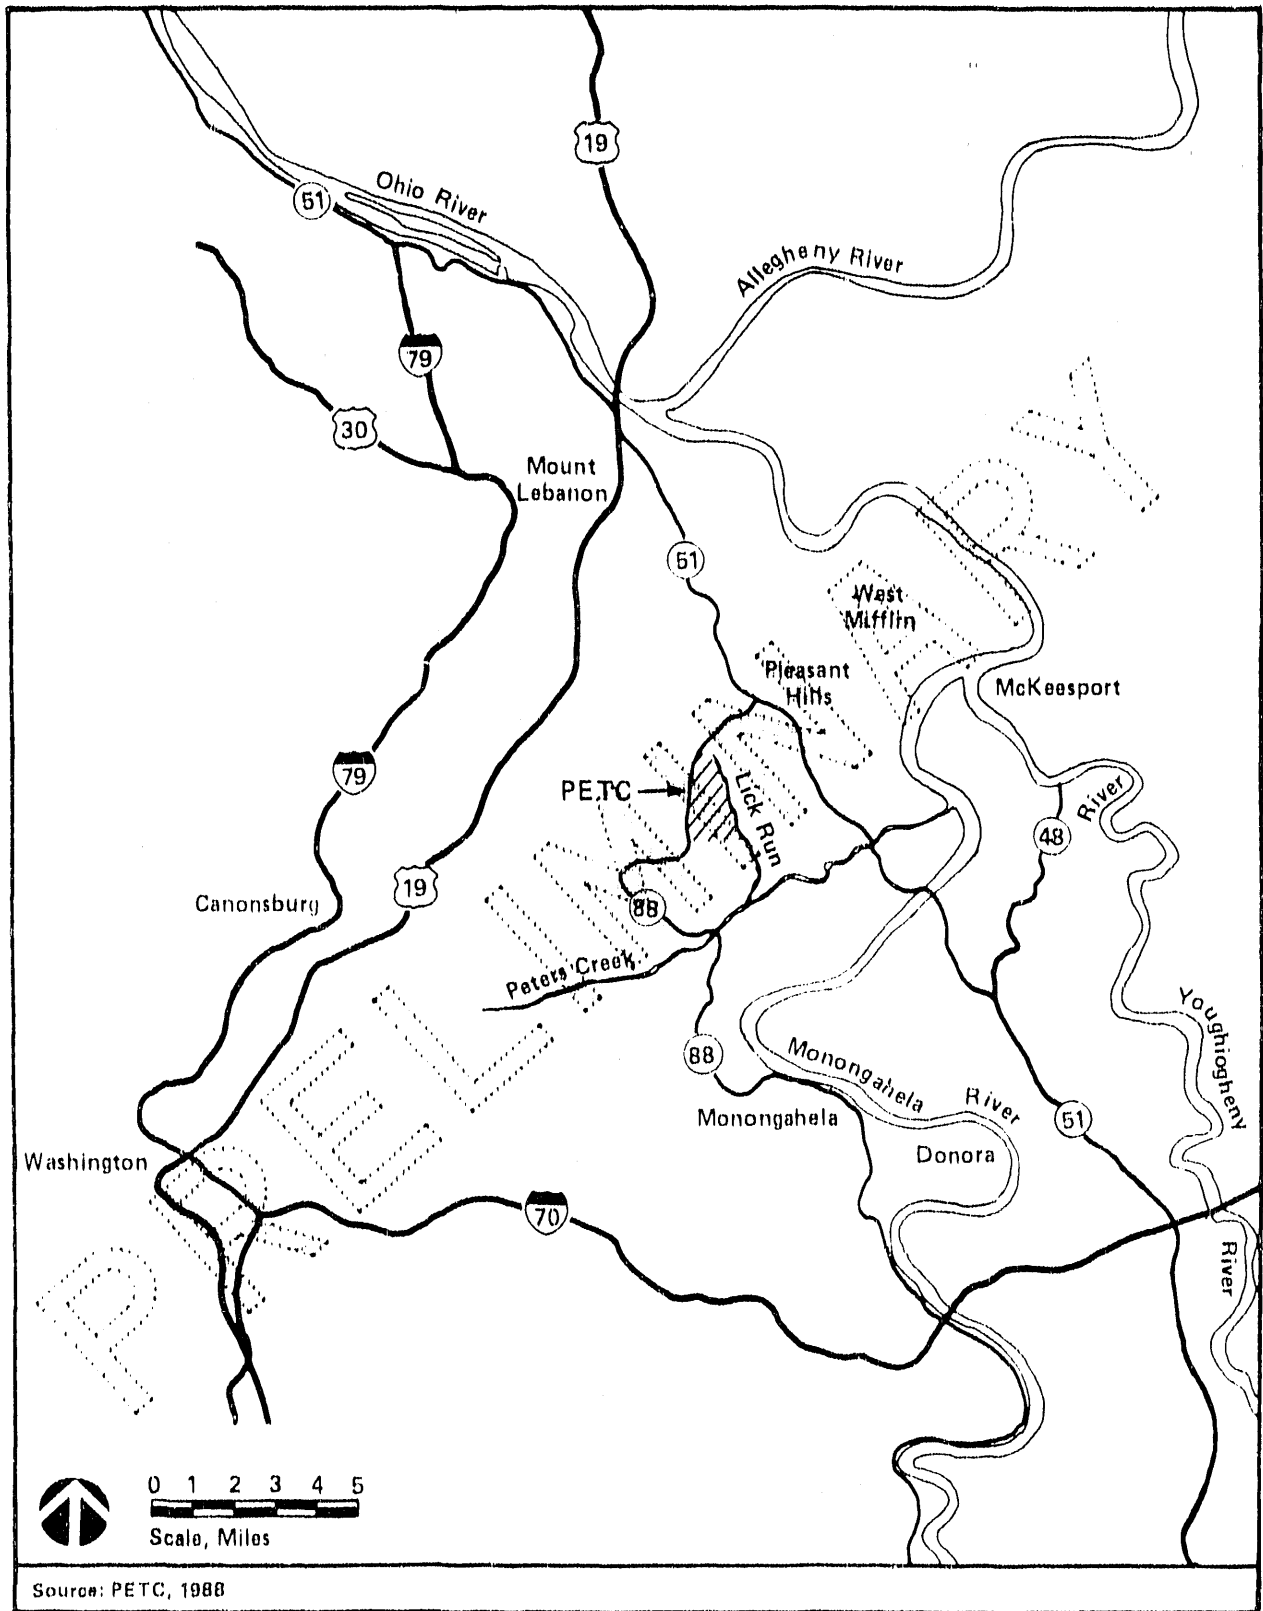 19
51
Ohio River
Allegheny River
79
30
Mount
Lebanon
51
West
Mifflin
Pleasant
Hills
McKeesport
PETC
Lick Run
River
48
79
19
Canonsburg
88
Peters Creek
Youghiogheny
88
Monongahela
River
Monongahela
51
Donora
Washington
70
River
PRELIMINARY
0 1 2 3 4 5
Scale, Miles
Source: PETC, 1988